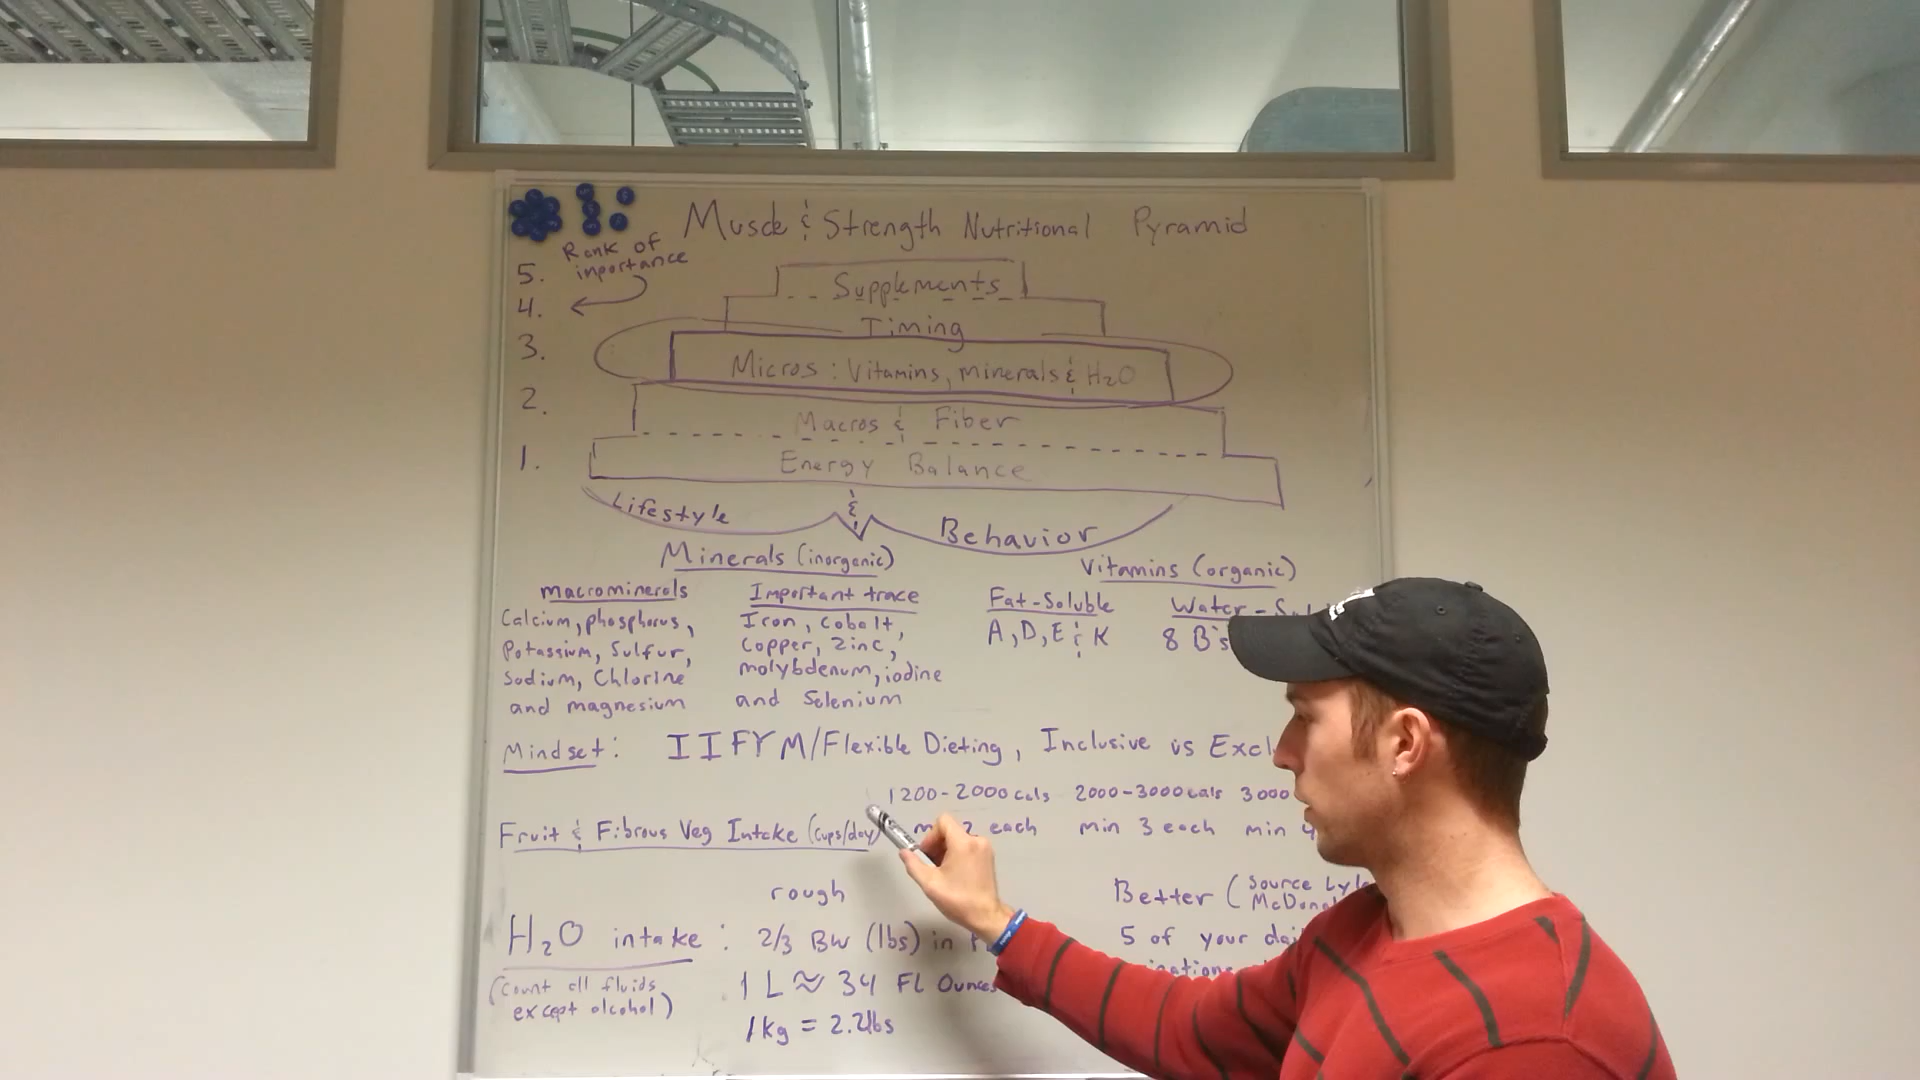 Muscle & Strength Nutritional Pyramid
Rank of
importance
5.
4.
3.
2.
1.
Supplements
Timing
Micros: Vitamins, minerals & H2O
Macros & Fiber
Energy Balance
Lifestyle & Behavior
Minerals (inorganic)
macrominerals
Calcium, phosphorus,
Potassium, Sulfur,
Sodium, Chlorine
and magnesium
Important trace
Iron, Cobalt,
Copper, Zinc,
molybdenum, iodine
and Selenium
Vitamins (organic)
Fat-Soluble
A, D, E & K
Water-
8 B's
Mindset: IIFYM/Flexible Dieting, Inclusive vs
1200-2000 cals 2000-3000 cals 3000
Fruit & Fibrous Veg Intake (cups/day) 2 each min 3 each min 4
rough
H2O intake: 2/3 BW (lbs) in
(count all fluids
except alcohol)
1 L ≈ 34 FL Ounces
1 kg = 2.2lbs
Better (Source Lyle
5 of your